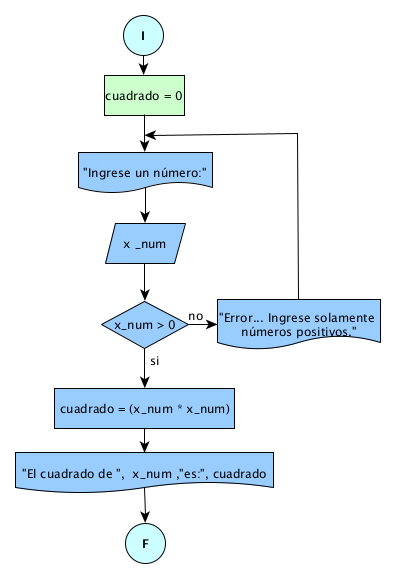 I
cuadrado = 0
"Ingrese un número:"
x _num
x_num > 0
no
"Error... Ingrese solamente
números positivos."
si
cuadrado = (x_num * x_num)
"El cuadrado de ",  x_num ,"es:", cuadrado
F